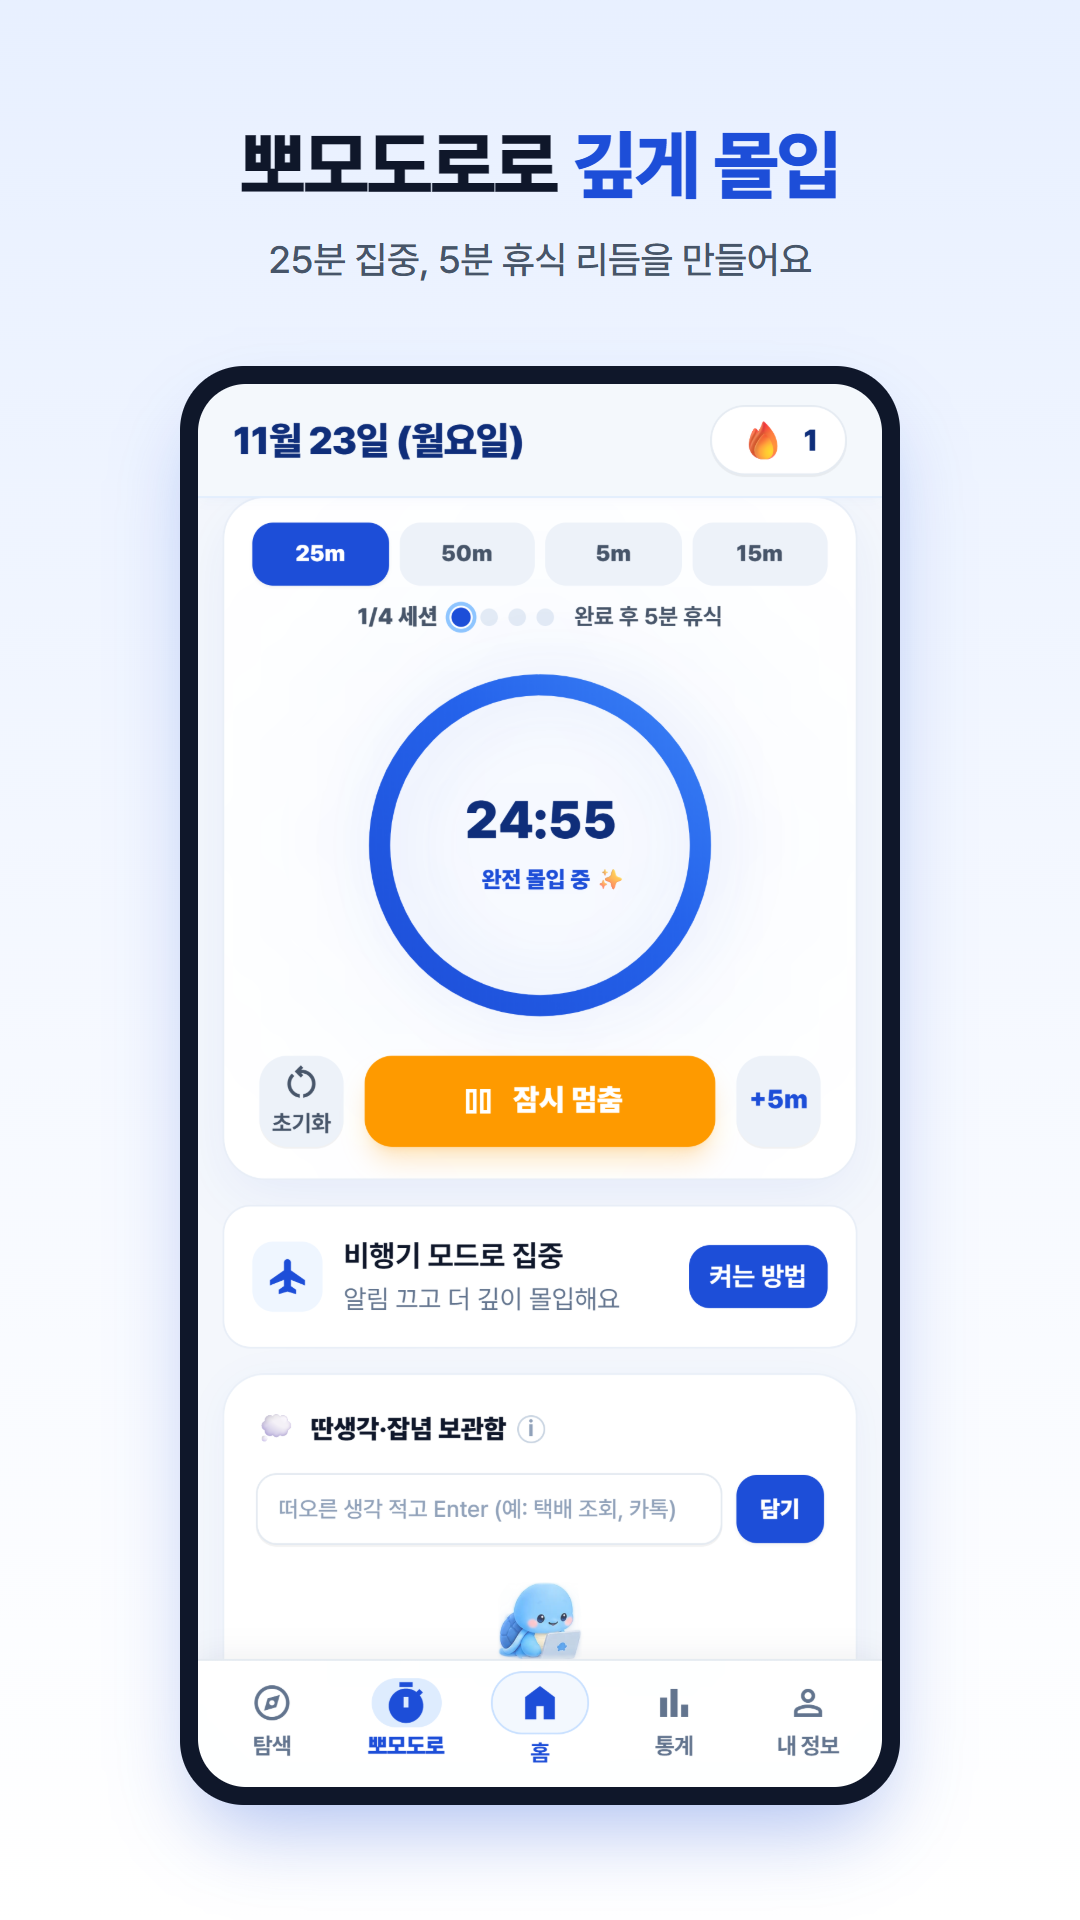 뽀모도로로 깊게 몰입
25분 집중, 5분 휴식 리듬을 만들어요
11월 23일 (월요일)
1
25m 50m 5m 15m
1/4 세션 완료 후 5분 휴식
24:55
완전 몰입 중
초기화
잠시 멈춤
+5m
비행기 모드로 집중
알림 끄고 더 깊이 몰입해요
켜는 방법
딴생각·잡념 보관함 i
떠오른 생각 적고 Enter (예: 택배 조회, 카톡)
담기
탐색 뽀모도로 홈 통계 내 정보